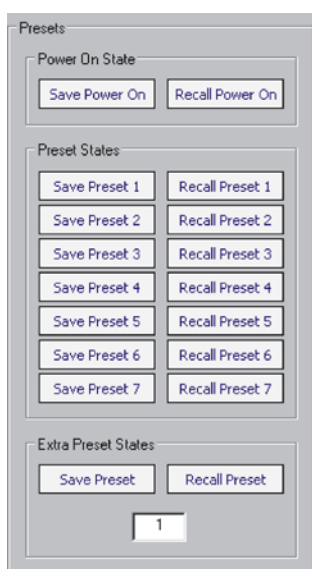 Presets
Power On State
Save Power On Recall Power On
Preset States
Save Preset 1 Recall Preset 1
Save Preset 2 Recall Preset 2
Save Preset 3 Recall Preset 3
Save Preset 4 Recall Preset 4
Save Preset 5 Recall Preset 5
Save Preset 6 Recall Preset 6
Save Preset 7 Recall Preset 7
Extra Preset States
Save Preset Recall Preset
1